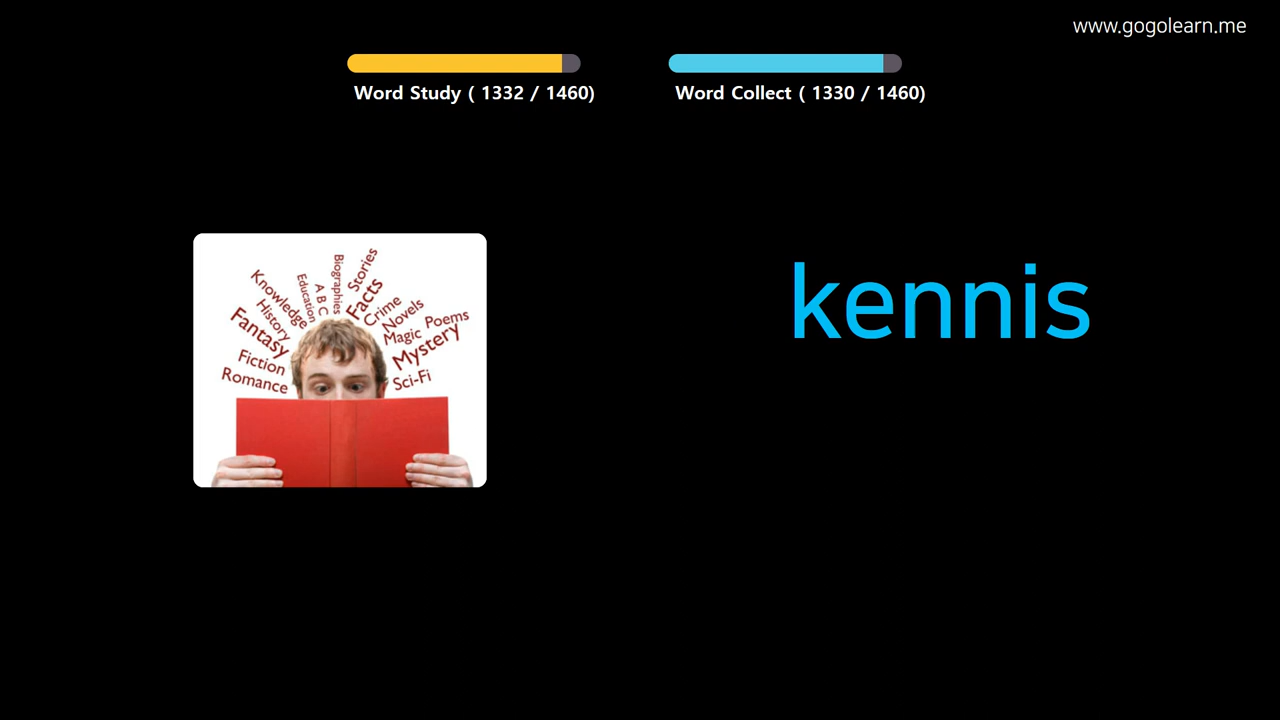 www.gogolearn.me
Word Study ( 1332 / 1460)
Word Collect ( 1330 / 1460)
kennis
Knowledge
History
Fantasy
Fiction
Romance
Education
A B C
Biographies
Stories
Facts
Crime
Novels
Magic
Poems
Mystery
Sci-Fi